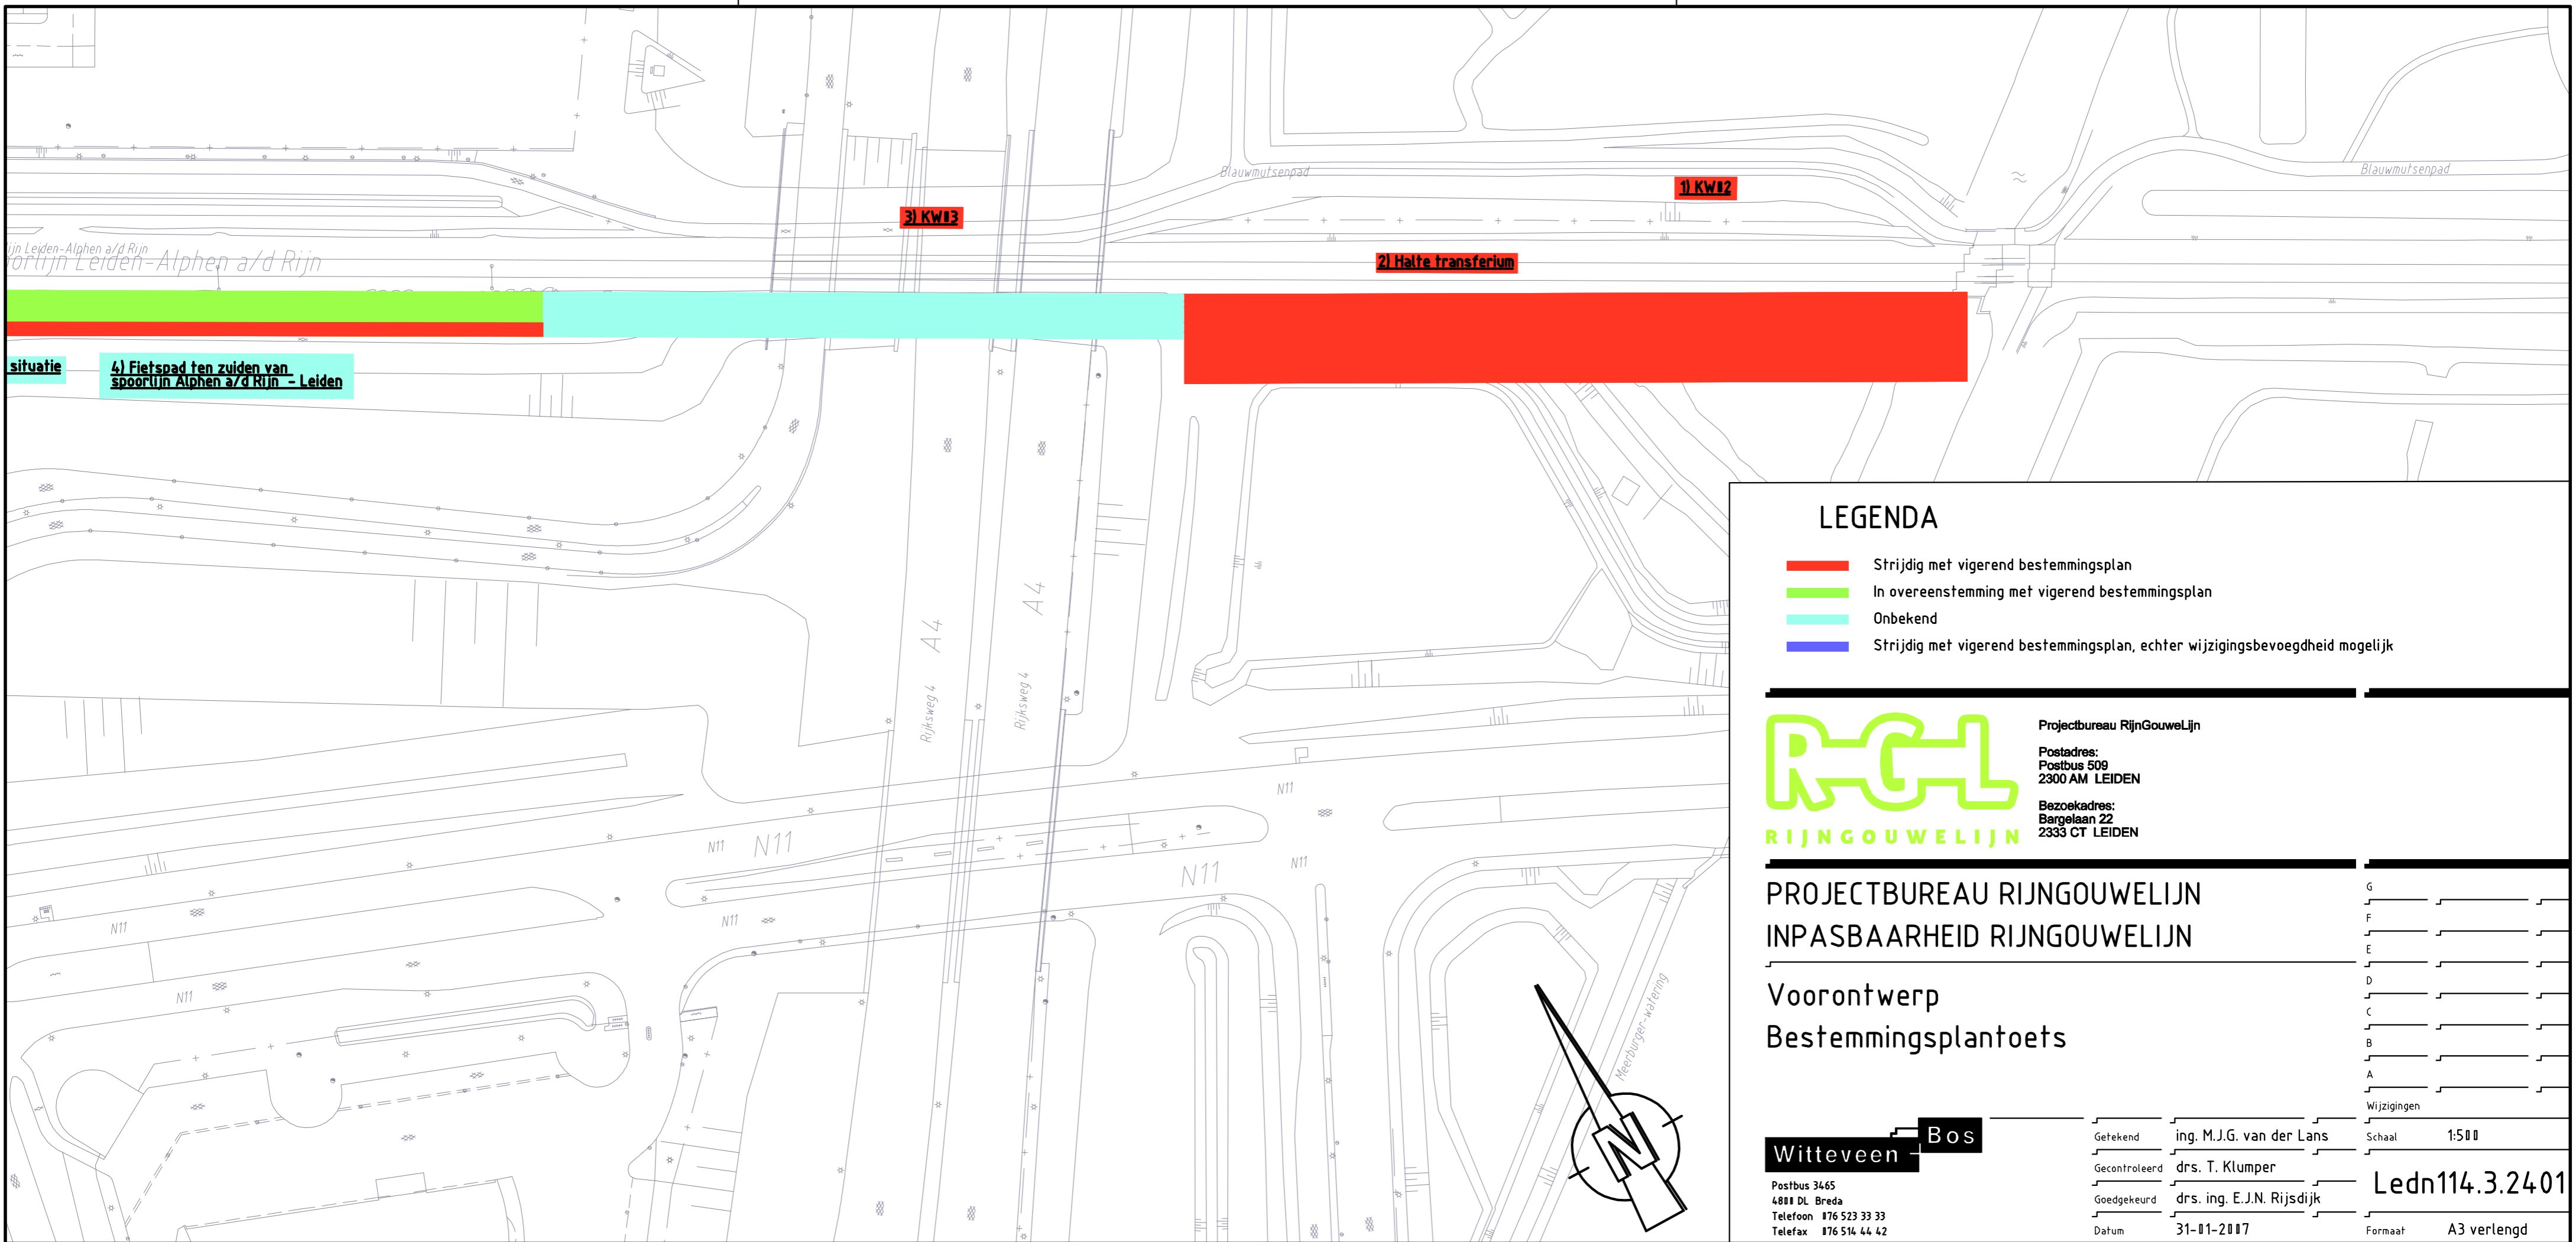 Blauwmutsenpad
Blauwmutsenpad
1) KW02
3) KW03
ijn Leiden-Alphen a/d Rijn
orlijn Leiden-Alphen a/d Rijn
2) Halte transferium
situatie
4) Fietspad ten zuiden van
spoorlijn Alphen a/d Rijn - Leiden
A4
A4
Rijksweg 4
Rijksweg 4
N11
N11
N11
N11
N11
N11
N11
N11
Meerburger-watering
N
LEGENDA
Strijdig met vigerend bestemmingsplan
In overeenstemming met vigerend bestemmingsplan
Onbekend
Strijdig met vigerend bestemmingsplan, echter wijzigingsbevoegdheid mogelijk
R-G-L
RIJNGOUWELIJN
Projectbureau RijnGouweLijn
Postadres:
Postbus 509
2300 AM LEIDEN
Bezoekadres:
Bargelaan 22
2333 CT LEIDEN
PROJECTBUREAU RIJNGOUWELIJN
INPASBAARHEID RIJNGOUWELIJN
Voorontwerp
Bestemmingsplantoets
G
F
E
D
C
B
A
Wijzigingen
Witteveen
Bos
Postbus 3465
4800 DL Breda
Telefoon 076 523 33 33
Telefax 076 514 44 42
Getekend ing. M.J.G. van der Lans
Gecontroleerd drs. T. Klumper
Goedgekeurd drs. ing. E.J.N. Rijsdijk
Datum 31-01-2007
Schaal 1:500
Ledn114.3.2401
Formaat A3 verlengd